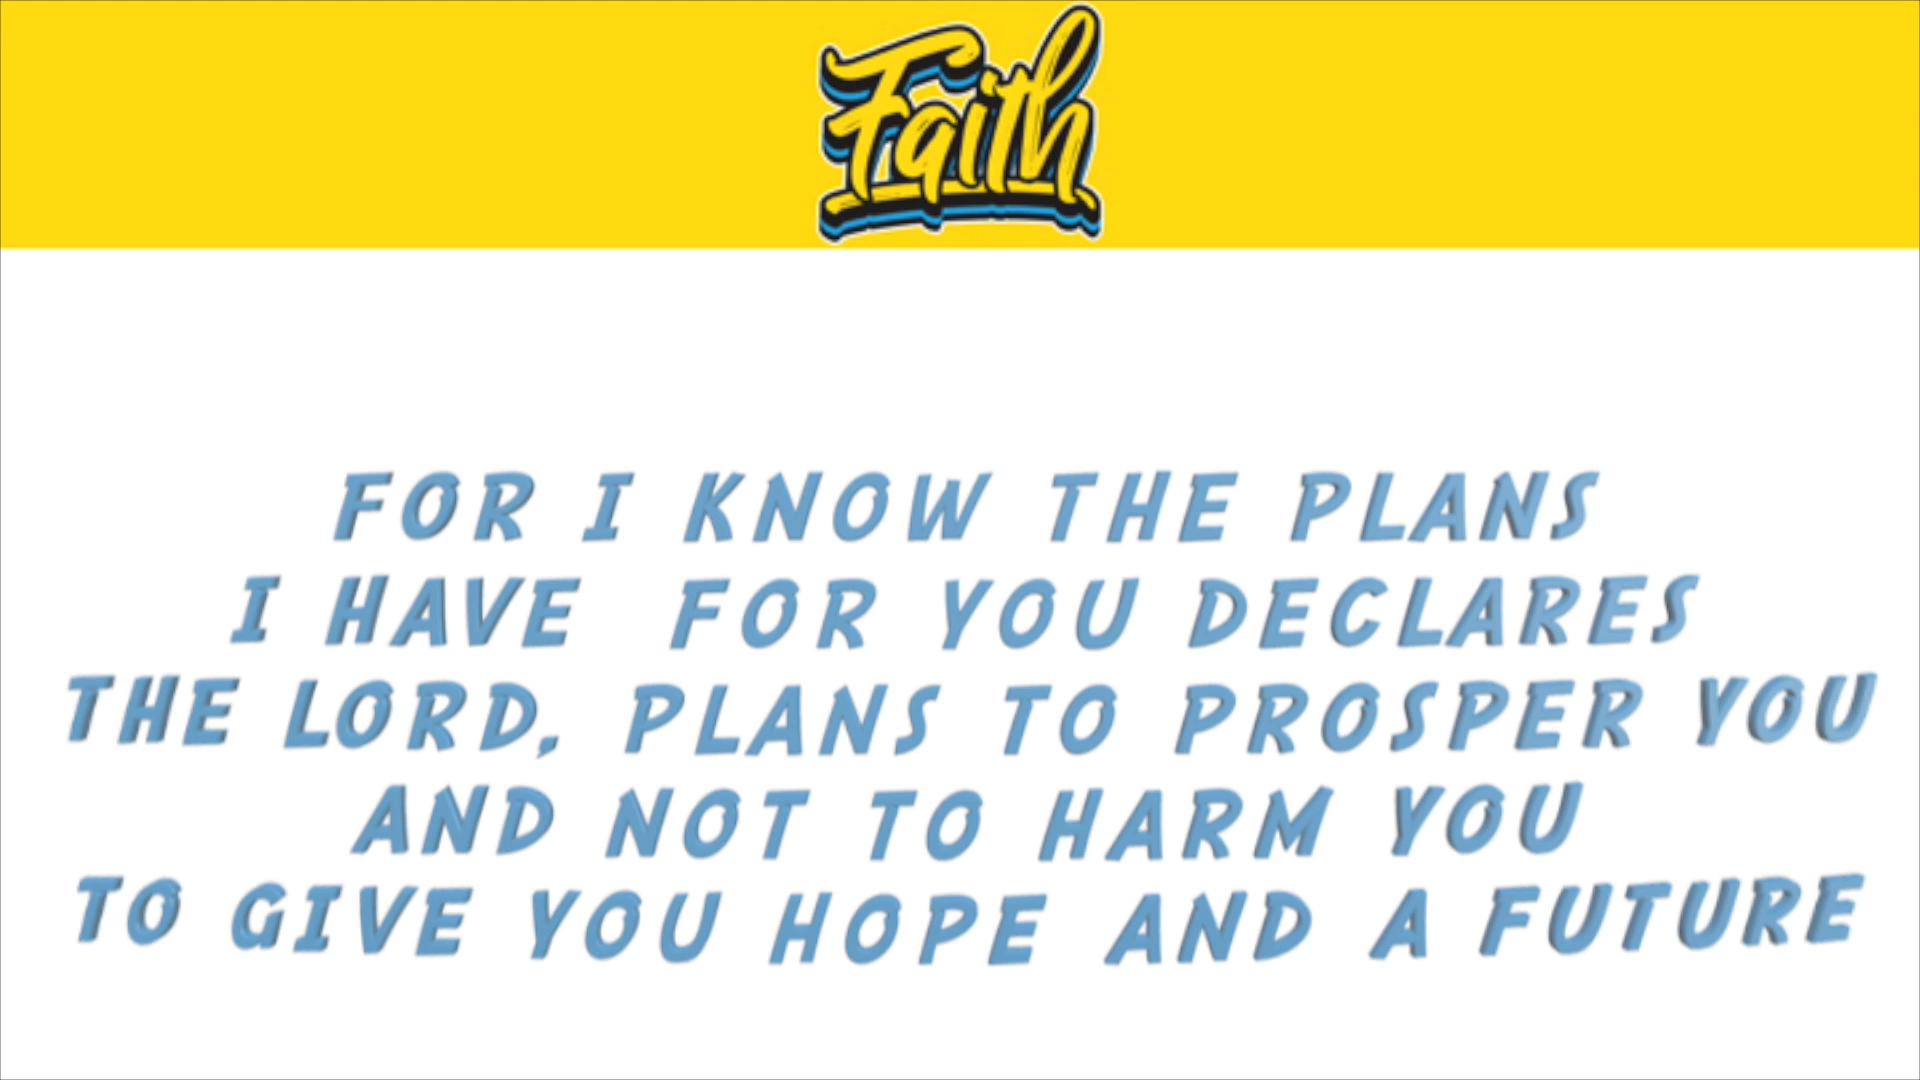 Faith
FOR I KNOW THE PLANS
I HAVE FOR YOU DECLARES
THE LORD, PLANS TO PROSPER YOU
AND NOT TO HARM YOU
TO GIVE YOU HOPE AND A FUTURE